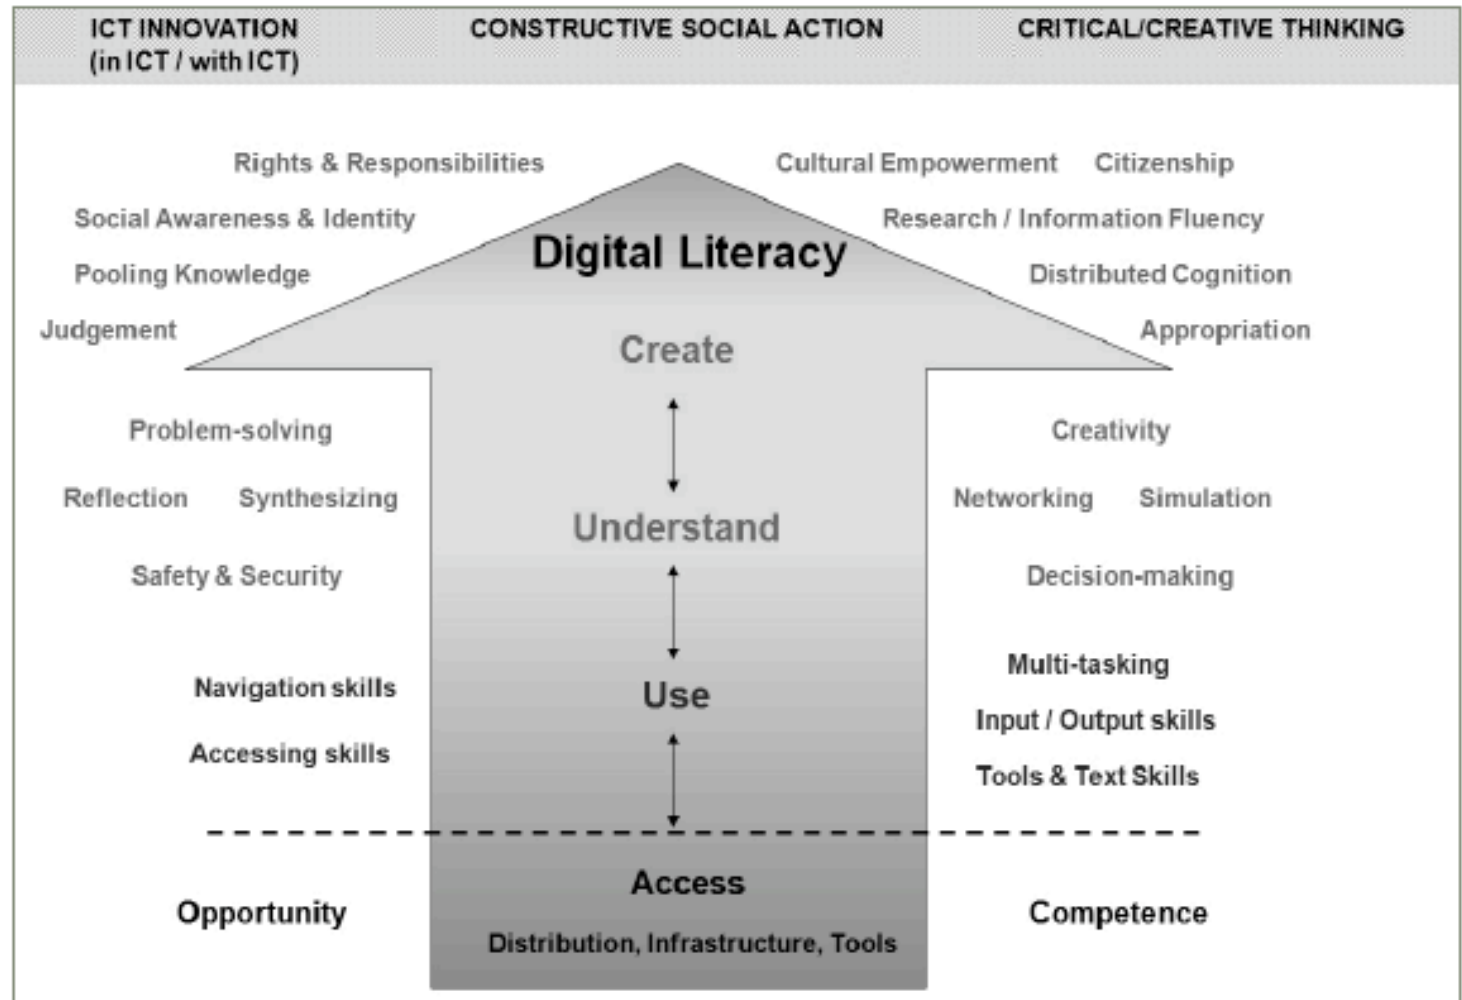 ICT INNOVATION
(in ICT / with ICT)
CONSTRUCTIVE SOCIAL ACTION
CRITICAL/CREATIVE THINKING
Rights & Responsibilities
Cultural Empowerment
Citizenship
Social Awareness & Identity
Research / Information Fluency
Digital Literacy
Pooling Knowledge
Distributed Cognition
Judgement
Appropriation
Create
Problem-solving
Creativity
Reflection
Synthesizing
Networking
Simulation
Understand
Safety & Security
Decision-making
Multi-tasking
Navigation skills
Use
Input / Output skills
Accessing skills
Tools & Text Skills
Access
Opportunity
Competence
Distribution, Infrastructure, Tools